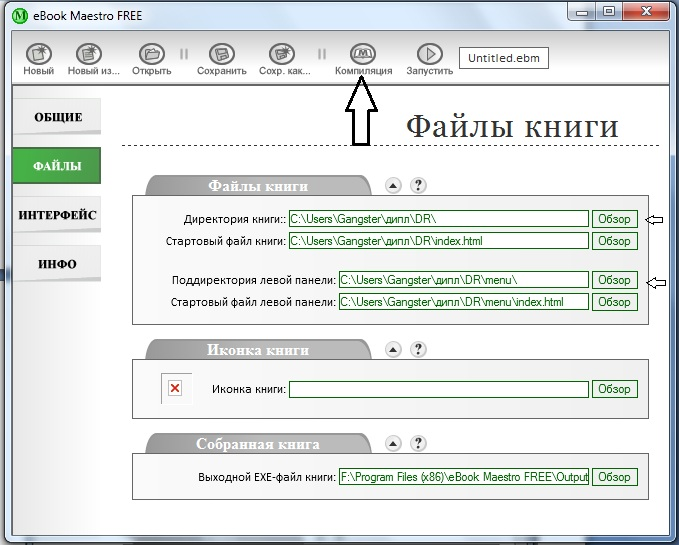 eBook Maestro FREE
Новый
Новый из...
Открыть
Сохранить
Сохр. как...
Компиляция
Запустить
Untitled.ebm
ОБЩИЕ
ФАЙЛЫ
ИНТЕРФЕЙС
ИНФО
Файлы книги
Файлы книги
?
Директория книги:: C:\Users\Gangster\дипл\DR\ Обзор
Стартовый файл книги: C:\Users\Gangster\дипл\DR\index.html Обзор
Поддиректория левой панели: C:\Users\Gangster\дипл\DR\menu\ Обзор
Стартовый файл левой панели: C:\Users\Gangster\дипл\DR\menu\index.html Обзор
Иконка книги
?
Иконка книги: Обзор
Собранная книга
?
Выходной EXE-файл книги: F:\Program Files (x86)\eBook Maestro FREE\Output Обзор